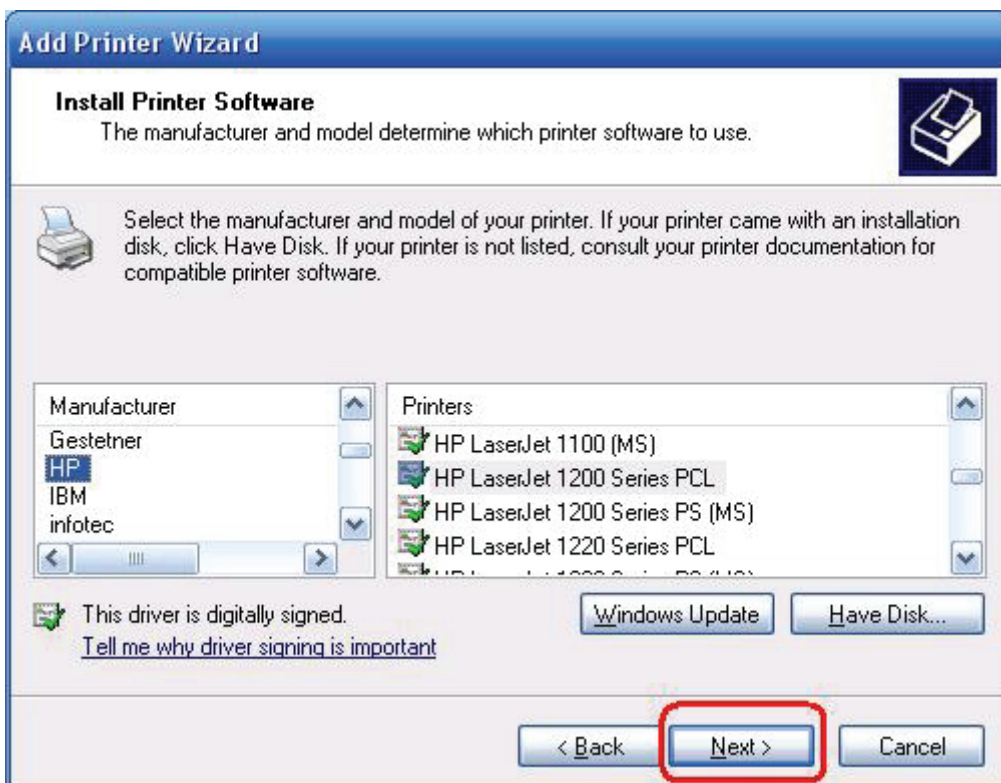 Add Printer Wizard
Install Printer Software
The manufacturer and model determine which printer software to use.
Select the manufacturer and model of your printer. If your printer came with an installation
disk, click Have Disk. If your printer is not listed, consult your printer documentation for
compatible printer software.
Manufacturer
Gestetner
HP
IBM
infotec
Printers
HP LaserJet 1100 (MS)
HP LaserJet 1200 Series PCL
HP LaserJet 1200 Series PS (MS)
HP LaserJet 1220 Series PCL
This driver is digitally signed.
Tell me why driver signing is important
Windows Update
Have Disk...
< Back
Next >
Cancel